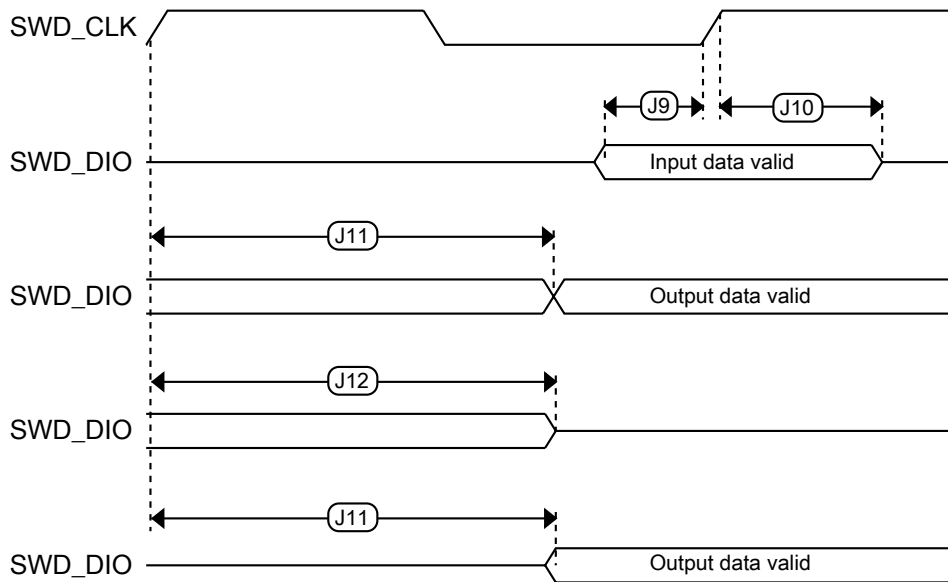 SWD_CLK
J9
J10
SWD_DIO
Input data valid
J11
SWD_DIO
Output data valid
J12
SWD_DIO
J11
SWD_DIO
Output data valid